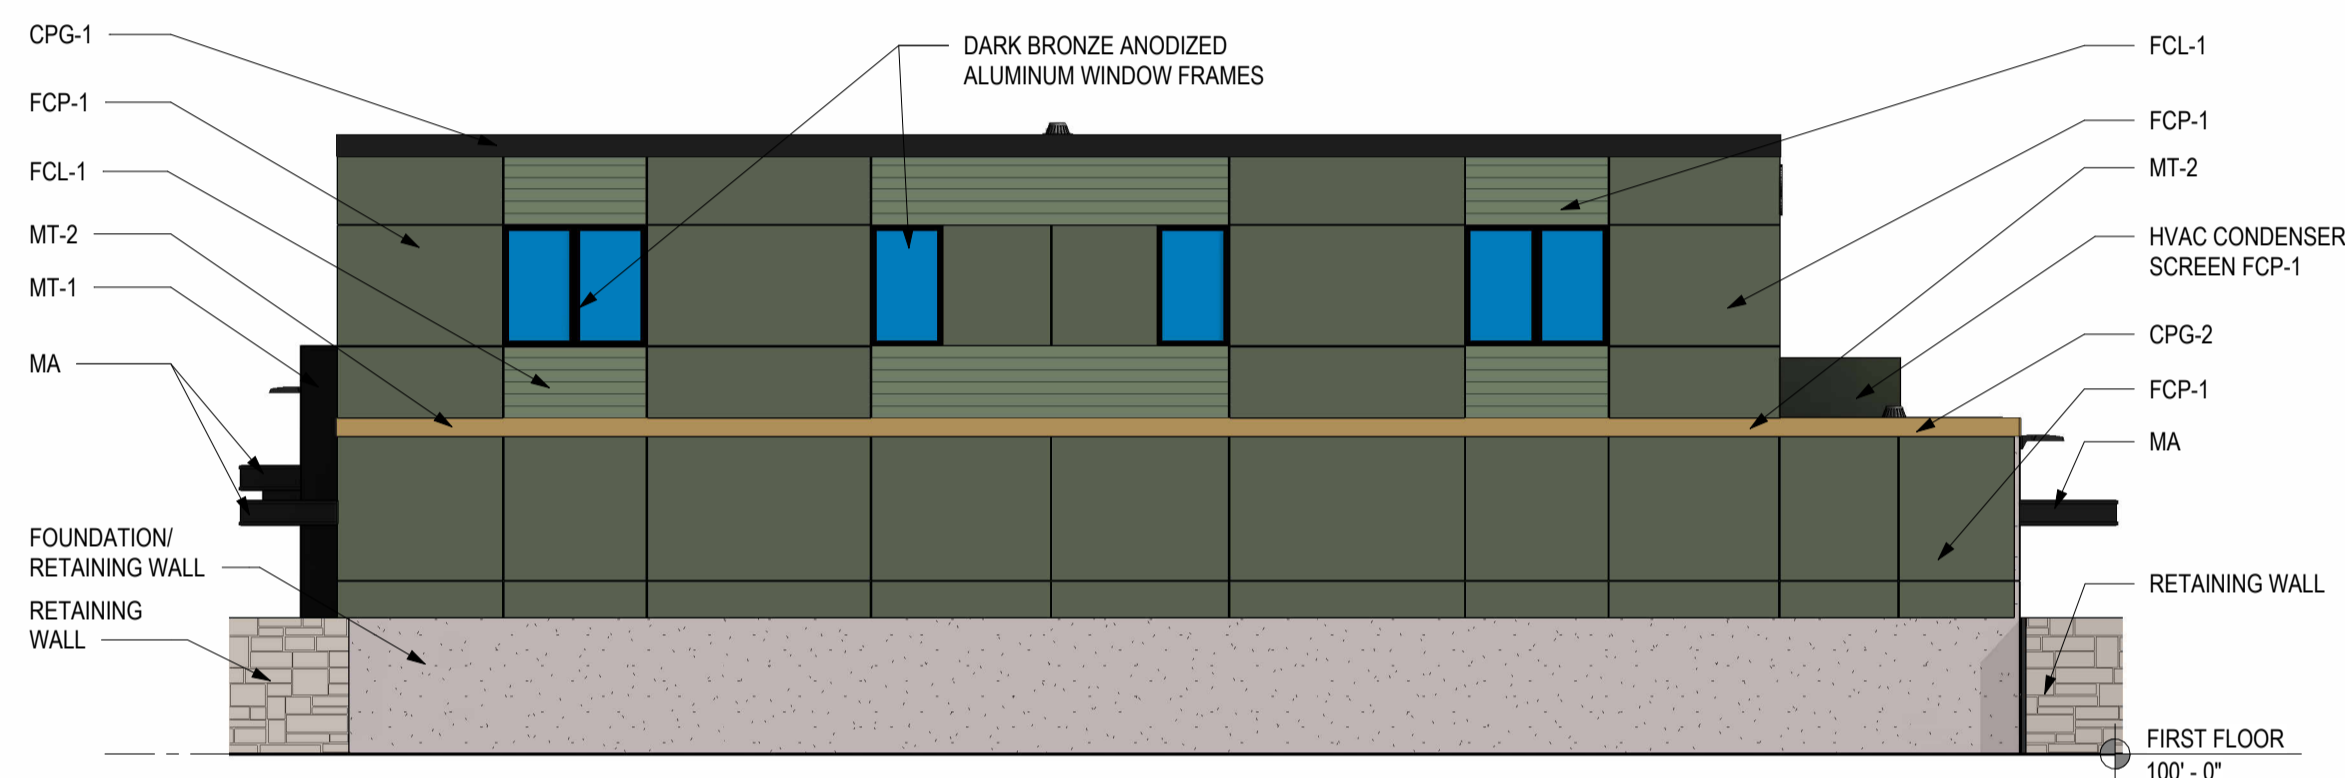 CPG-1
FCP-1
FCL-1
MT-2
MT-1
MA
FOUNDATION/
RETAINING WALL
RETAINING
WALL
DARK BRONZE ANODIZED
ALUMINUM WINDOW FRAMES
FCL-1
FCP-1
MT-2
HVAC CONDENSER
SCREEN FCP-1
CPG-2
FCP-1
MA
RETAINING WALL
FIRST FLOOR
100' - 0"